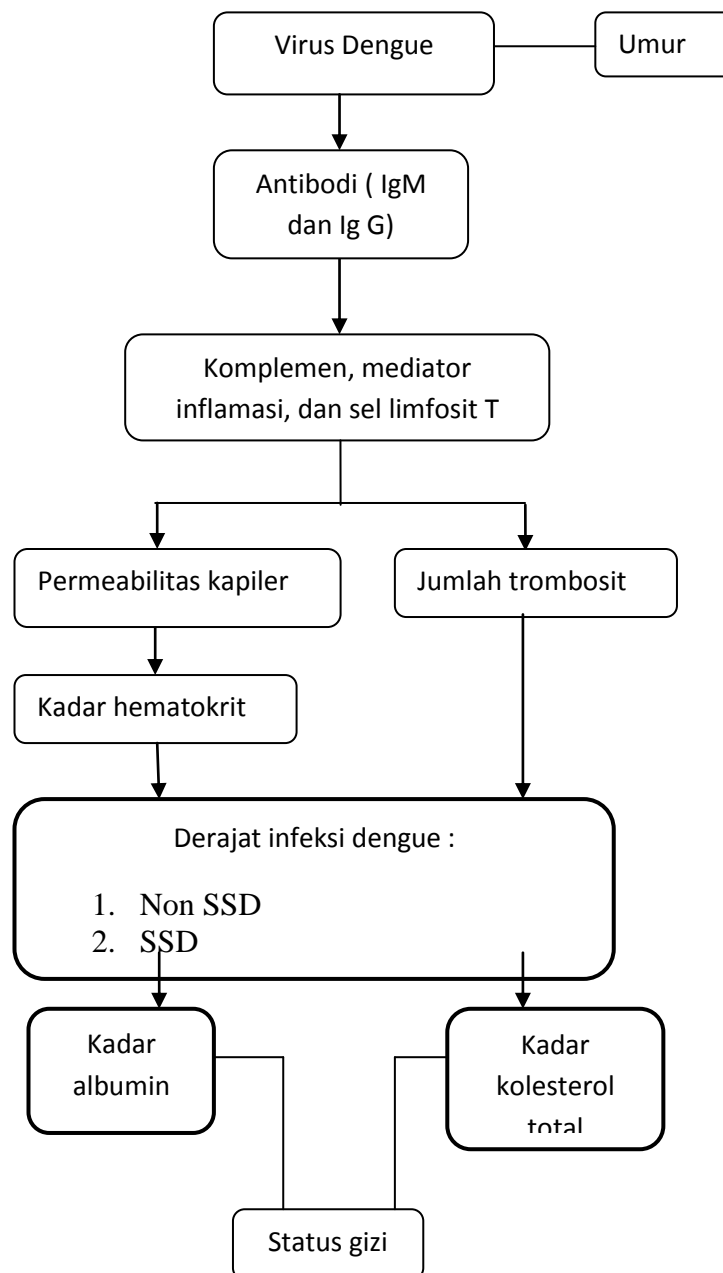 Virus Dengue
Umur
Antibodi ( IgM
dan Ig G)
Komplemen, mediator
inflamasi, dan sel limfosit T
Permeabilitas kapiler
Jumlah trombosit
Kadar hematokrit
Derajat infeksi dengue :
1. Non SSD
2. SSD
Kadar
albumin
Kadar
kolesterol
total
Status gizi